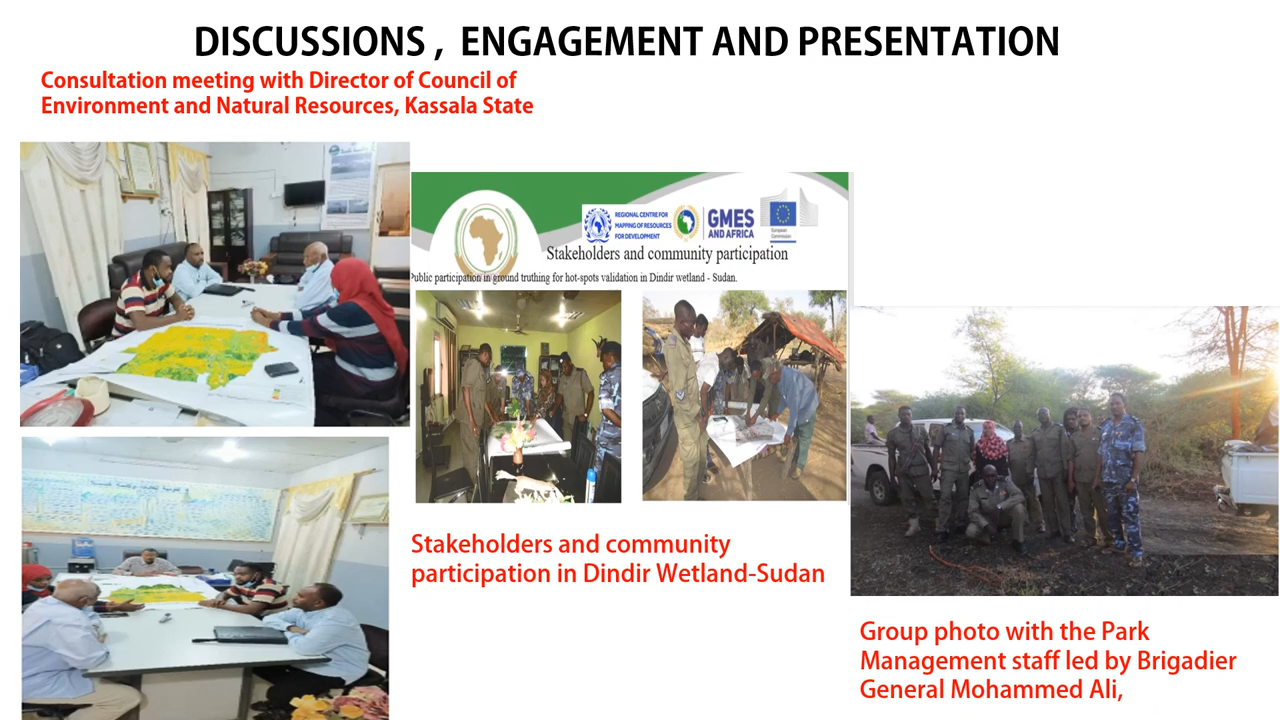 DISCUSSIONS , ENGAGEMENT AND PRESENTATION
Consultation meeting with Director of Council of
Environment and Natural Resources, Kassala State
REGIONAL CENTRE FOR
MAPPING OF RESOURCES
FOR DEVELOPMENT
GMES
AND AFRICA
European
Commission
Stakeholders and community participation
Public participation in ground truthing for hot-spots validation in Dindir wetland - Sudan.
Stakeholders and community
participation in Dindir Wetland-Sudan
Group photo with the Park
Management staff led by Brigadier
General Mohammed Ali,